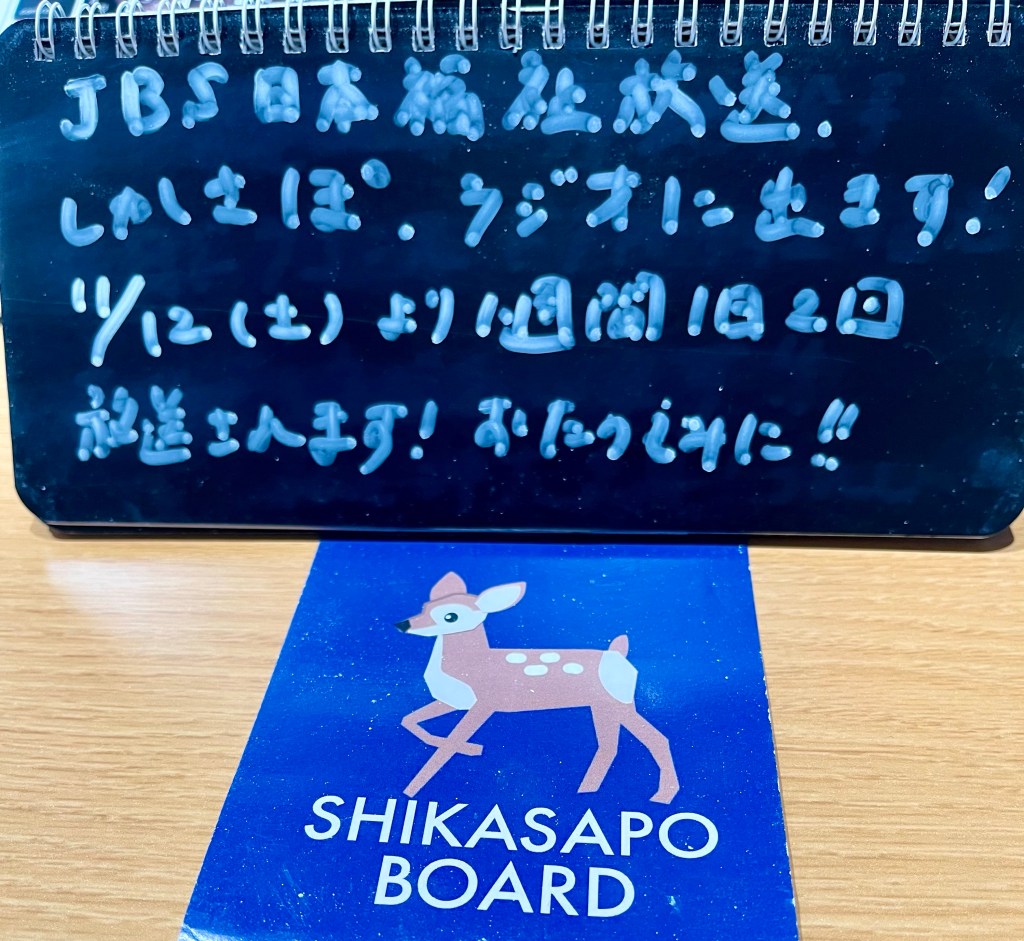 JBS日本福祉放送.
しかしさぽ.ラジオに出ます!
11/12(土)より1週間1日2回
放送されます!おたのしみに!!
SHIKASAPO
BOARD